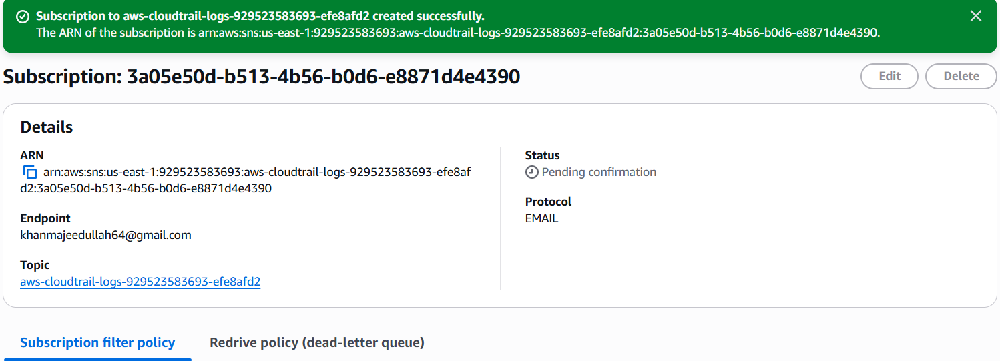 Subscription to aws-cloudtrail-logs-929523583693-efe8afd2 created successfully.
The ARN of the subscription is arn:aws:sns:us-east-1:929523583693:aws-cloudtrail-logs-929523583693-efe8afd2:3a05e50d-b513-4b56-b0d6-e8871d4e4390.
Subscription: 3a05e50d-b513-4b56-b0d6-e8871d4e4390
Edit
Delete
Details
ARN
arn:aws:sns:us-east-1:929523583693:aws-cloudtrail-logs-929523583693-efe8af
d2:3a05e50d-b513-4b56-b0d6-e8871d4e4390
Endpoint
khanmajeedullah64@gmail.com
Topic
aws-cloudtrail-logs-929523583693-efe8afd2
Status
Pending confirmation
Protocol
EMAIL
Subscription filter policy
Redrive policy (dead-letter queue)